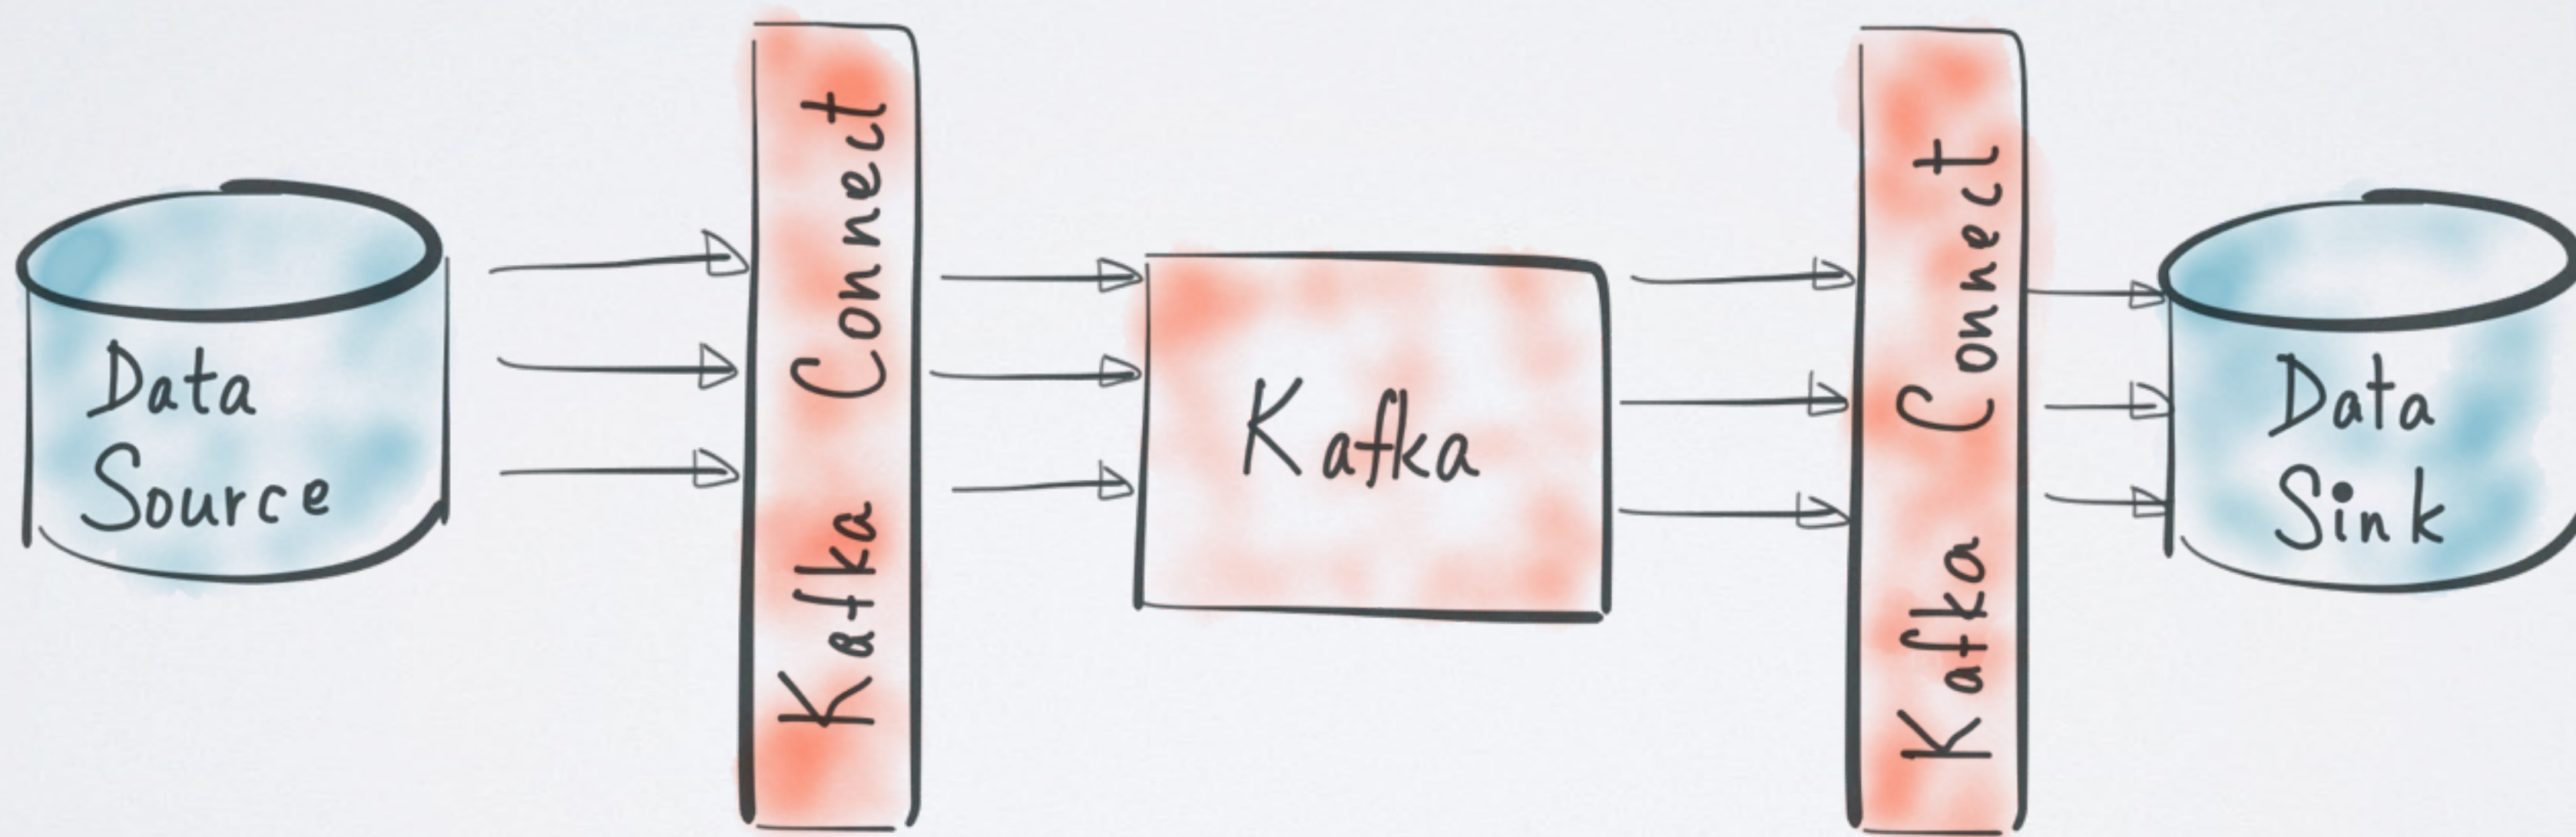 Data
Source
Kafka Connect
Kafka
Kafka Connect
Data
Sink